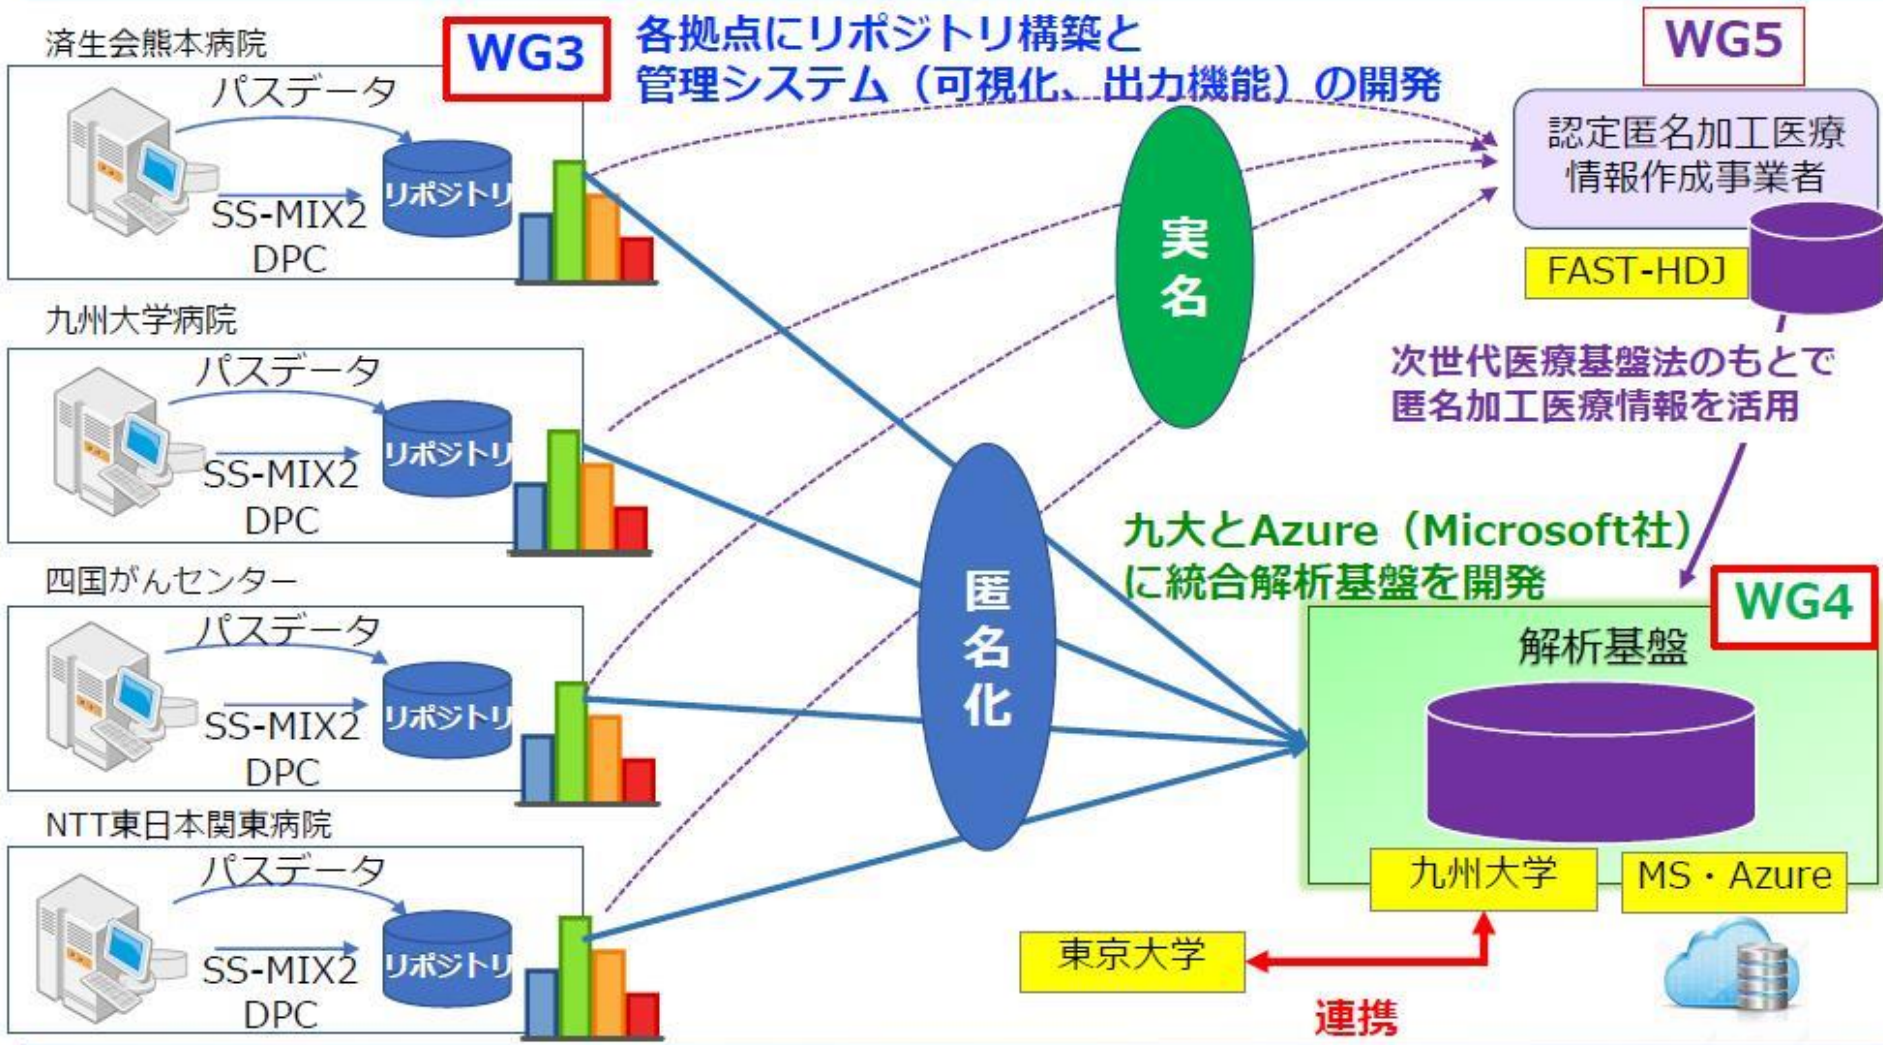 済生会熊本病院
パスデータ
リポジトリ
SS-MIX2
DPC
WG3
各拠点にリポジトリ構築と
管理システム（可視化、出力機能）の開発
WG5
認定匿名加工医療
情報作成事業者
FAST-HDJ
実名
次世代医療基盤法のもとで
匿名加工医療情報を活用
九州大学病院
パスデータ
リポジトリ
SS-MIX2
DPC
匿名化
九大とAzure（Microsoft社）
に統合解析基盤を開発
WG4
解析基盤
四国がんセンター
パスデータ
リポジトリ
SS-MIX2
DPC
NTT東日本関東病院
パスデータ
リポジトリ
SS-MIX2
DPC
九州大学
MS・Azure
東京大学
連携